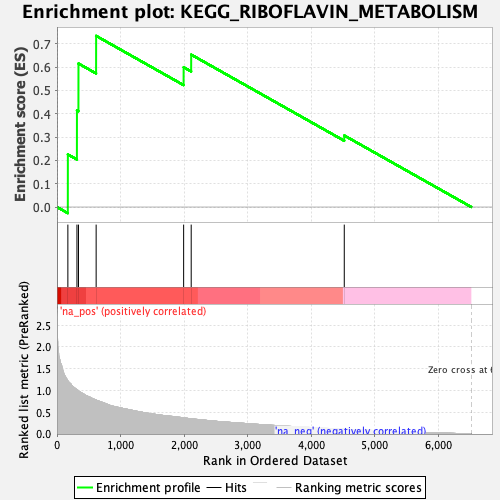 Enrichment plot: KEGG_RIBOFLAVIN_METABOLISM
Enrichment score (ES)
0.7
0.6
0.5
0.4
0.3
0.2
0.1
0.0
'na_pos' (positively correlated)
Ranked list metric (PreRanked)
2.5
2.0
1.5
1.0
0.5
0.0
Zero cross at
'na_neg' (negatively correlated)
0 1,000 2,000 3,000 4,000 5,000 6,000
Rank in Ordered Dataset
Enrichment profile Hits Ranking metric scores